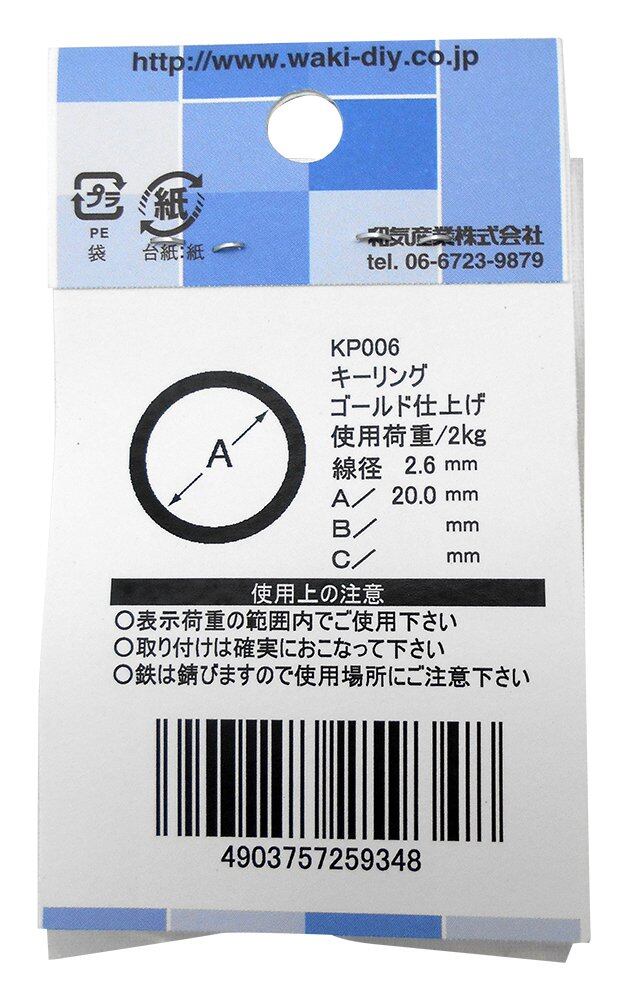 http://www.waki-diy.co.jp
プラ
PE
袋
紙
台紙:紙
和気産業株式会社
tel. 06-6723-9879
KP006
キーリング
ゴールド仕上げ
使用荷重/2kg
線径 2.6 mm
A/ 20.0 mm
B/ mm
C/ mm
A
使用上の注意
○表示荷重の範囲内でご使用下さい
○取り付けは確実におこなって下さい
○鉄は錆びますので使用場所にご注意下さい
4903757259348